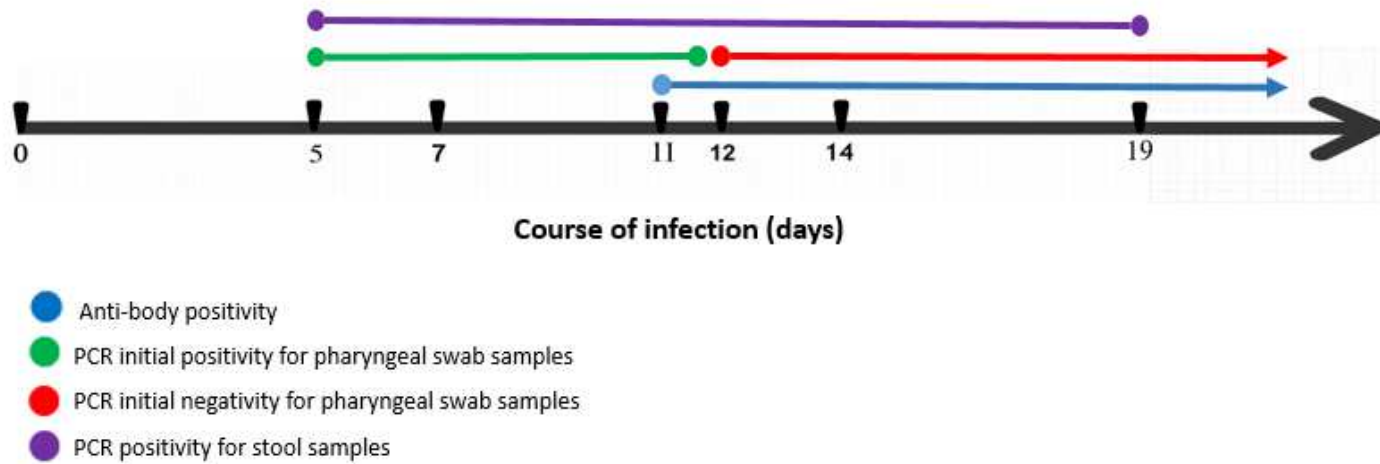 0 5 7 11 12 14 19
Course of infection (days)
Anti-body positivity
PCR initial positivity for pharyngeal swab samples
PCR initial negativity for pharyngeal swab samples
PCR positivity for stool samples